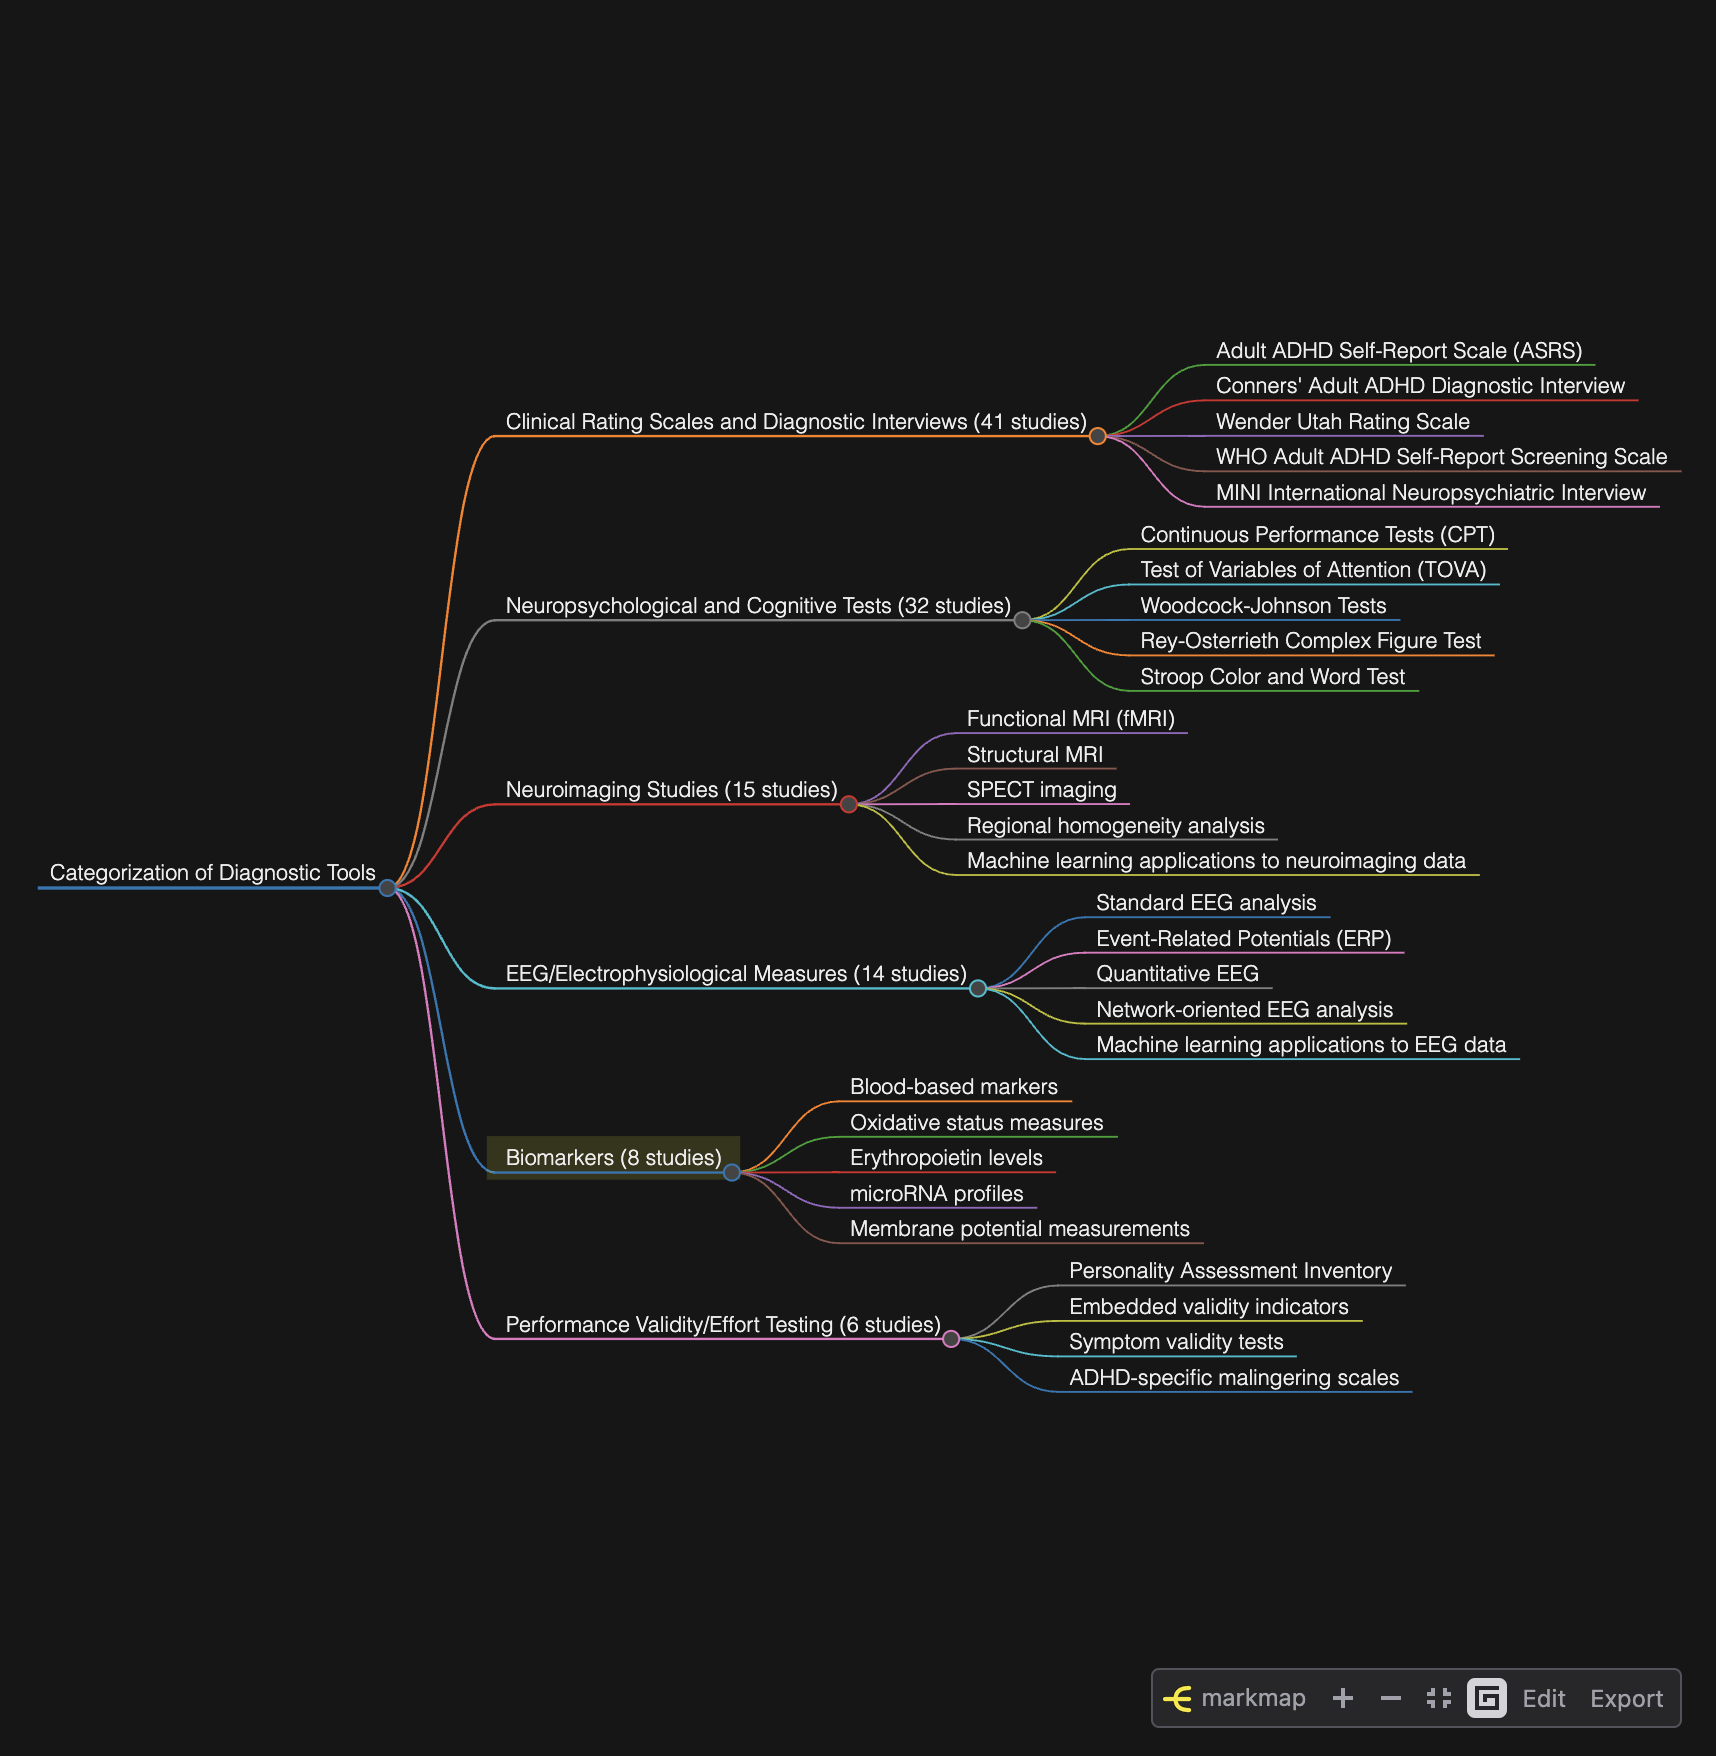 Categorization of Diagnostic Tools
Clinical Rating Scales and Diagnostic Interviews (41 studies)
Adult ADHD Self-Report Scale (ASRS)
Conners' Adult ADHD Diagnostic Interview
Wender Utah Rating Scale
WHO Adult ADHD Self-Report Screening Scale
MINI International Neuropsychiatric Interview
Neuropsychological and Cognitive Tests (32 studies)
Continuous Performance Tests (CPT)
Test of Variables of Attention (TOVA)
Woodcock-Johnson Tests
Rey-Osterrieth Complex Figure Test
Stroop Color and Word Test
Neuroimaging Studies (15 studies)
Functional MRI (fMRI)
Structural MRI
SPECT imaging
Regional homogeneity analysis
Machine learning applications to neuroimaging data
EEG/Electrophysiological Measures (14 studies)
Standard EEG analysis
Event-Related Potentials (ERP)
Quantitative EEG
Network-oriented EEG analysis
Machine learning applications to EEG data
Biomarkers (8 studies)
Blood-based markers
Oxidative status measures
Erythropoietin levels
microRNA profiles
Membrane potential measurements
Performance Validity/Effort Testing (6 studies)
Personality Assessment Inventory
Embedded validity indicators
Symptom validity tests
ADHD-specific malingering scales
markmap Edit Export